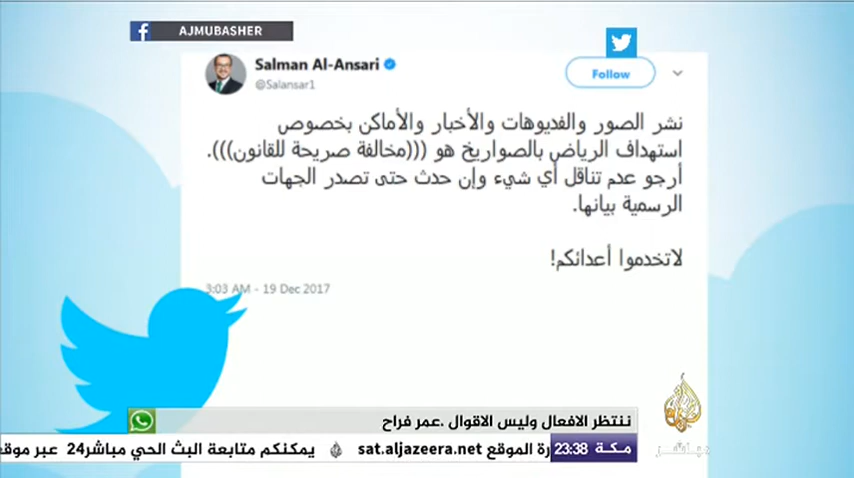 AJMUBASHER
Salman Al-Ansari
@Salansar1
Follow
نشر الصور والفديوهات والأخبار والأماكن بخصوص
استهداف الرياض بالصواريخ هو (((مخالفة صريحة للقانون))).
أرجو عدم تناقل أي شيء وإن حدث حتى تصدر الجهات
الرسمية بيانها.
لاتخدموا أعدائكم!
3:03 AM - 19 Dec 2017
ننتظر الافعال وليس الاقوال .عمر فراح
مباشر
مكة 23:38
رة الموقع sat.aljazeera.net يمكنكم متابعة البث الحي مباشر24 عبر موقع